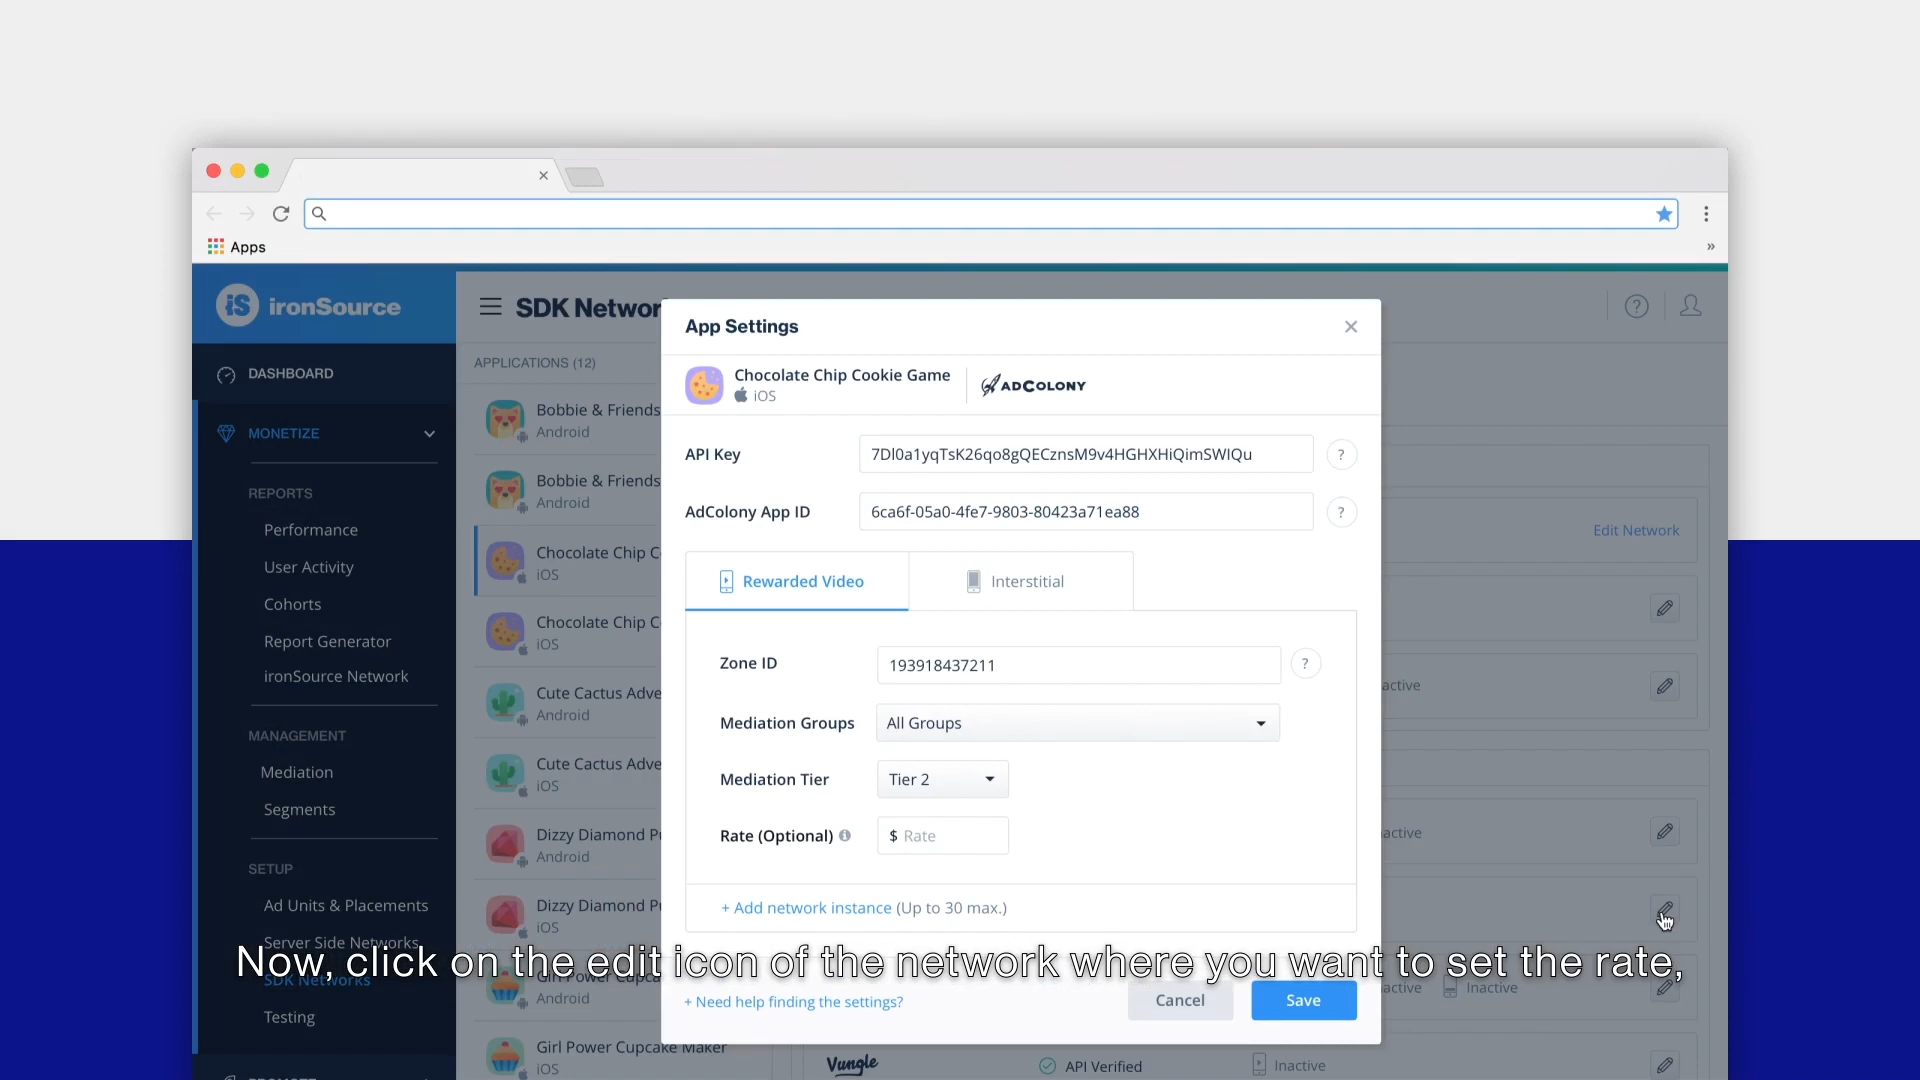 Apps
»
iS ironSource
SDK Networ
?
DASHBOARD
MONETIZE
REPORTS
Performance
User Activity
Cohorts
Report Generator
ironSource Network
MANAGEMENT
Mediation
Segments
SETUP
Ad Units & Placements
Server Side Networks
SDK Networks
Testing
APPLICATIONS (12)
Bobbie & Friends
Android
Bobbie & Friends
Android
Chocolate Chip C
iOS
Chocolate Chip C
iOS
Cute Cactus Adve
Android
Cute Cactus Adve
iOS
Dizzy Diamond P
Android
Dizzy Diamond P
iOS
Girl Power Cupca
Android
Girl Power Cupcake Maker
iOS
App Settings
Chocolate Chip Cookie Game
iOS
ADCOLONY
API Key
7Dl0a1yqTsK26qo8gQECznsM9v4HGHXHiQimSWIQu
?
AdColony App ID
6ca6f-05a0-4fe7-9803-80423a71ea88
?
Rewarded Video
Interstitial
Zone ID
193918437211
?
Mediation Groups
All Groups
Mediation Tier
Tier 2
Rate (Optional)
$ Rate
+ Add network instance (Up to 30 max.)
+ Need help finding the settings?
Cancel
Save
Edit Network
active
active
active
Inactive
Vungle
API Verified
Inactive
Now, click on the edit icon of the network where you want to set the rate,